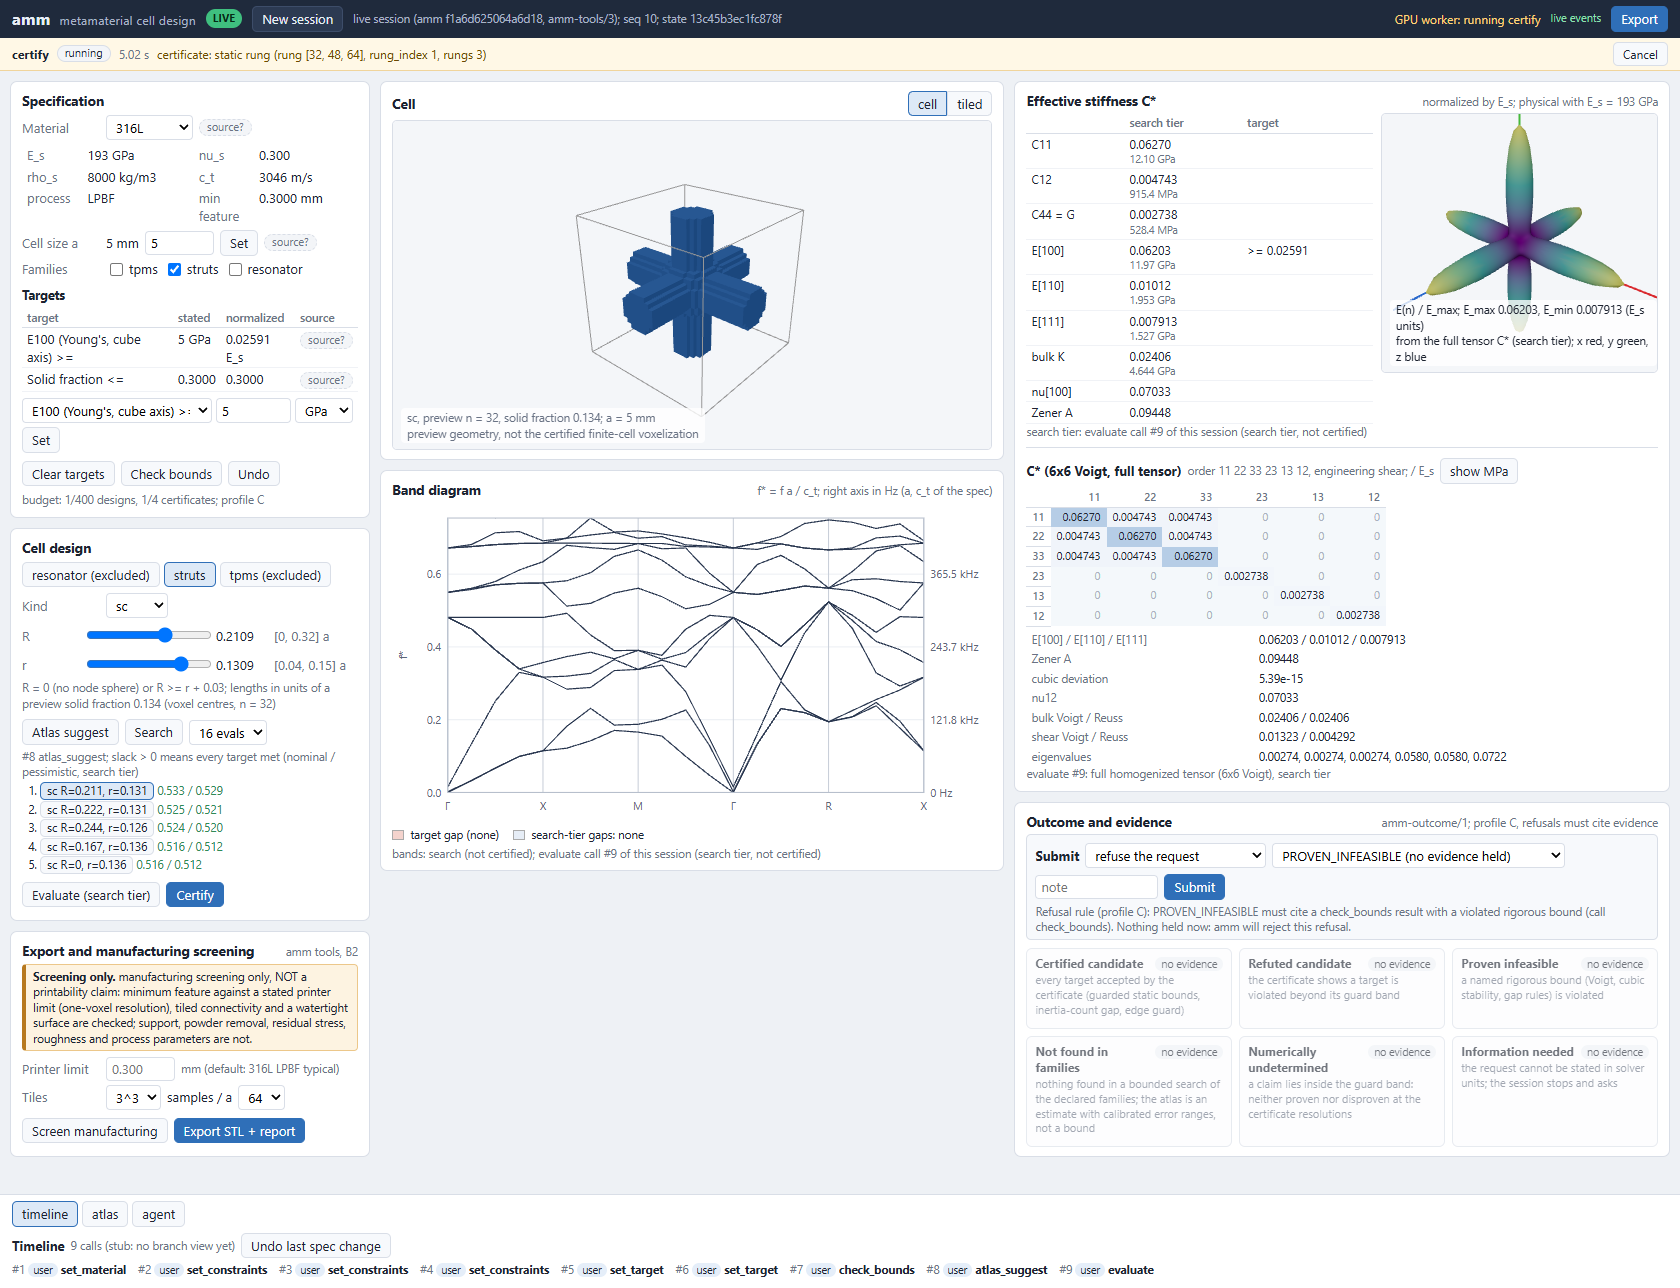 amm metamaterial cell design LIVE New session live session (amm f1a6d625064a6d18, amm-tools/3); seq 10; state 13c45b3ec1fc878f GPU worker: running certify live events Export
certify running 5.02 s certificate: static rung (rung [32, 48, 64], rung_index 1, rungs 3) Cancel
Specification
Material 316L source?
E_s 193 GPa nu_s 0.300
rho_s 8000 kg/m3 c_t 3046 m/s
process LPBF min feature 0.3000 mm
Cell size a 5 mm 5 Set source?
Families tpms struts resonator
Targets
target stated normalized source
E100 (Young's, cube axis) >= 5 GPa 0.02591 E_s source?
Solid fraction <= 0.3000 0.3000 source?
E100 (Young's, cube axis) >= 5 GPa
Set
Clear targets Check bounds Undo
budget: 1/400 designs, 1/4 certificates; profile C
Cell design
resonator (excluded) struts tpms (excluded)
Kind sc
R 0.2109 [0, 0.32] a
r 0.1309 [0.04, 0.15] a
R = 0 (no node sphere) or R >= r + 0.03; lengths in units of a
preview solid fraction 0.134 (voxel centres, n = 32)
Atlas suggest Search 16 evals
#8 atlas_suggest; slack > 0 means every target met (nominal /
pessimistic, search tier)
1. sc R=0.211, r=0.131 0.533 / 0.529
2. sc R=0.222, r=0.131 0.525 / 0.521
3. sc R=0.244, r=0.126 0.524 / 0.520
4. sc R=0.167, r=0.136 0.516 / 0.512
5. sc R=0, r=0.136 0.516 / 0.512
Evaluate (search tier) Certify
Export and manufacturing screening amm tools, B2
Screening only. manufacturing screening only, NOT a
printability claim: minimum feature against a stated printer
limit (one-voxel resolution), tiled connectivity and a watertight
surface are checked; support, powder removal, residual stress,
roughness and process parameters are not.
Printer limit 0.300 mm (default: 316L LPBF typical)
Tiles 3^3 samples / a 64
Screen manufacturing Export STL + report
Cell cell tiled
sc, preview n = 32, solid fraction 0.134; a = 5 mm
preview geometry, not the certified finite-cell voxelization
Band diagram f* = f a / c_t; right axis in Hz (a, c_t of the spec)
0.6 365.5 kHz
0.4 243.7 kHz
f*
0.2 121.8 kHz
0.0 0 Hz
Γ X M Γ R X
target gap (none) search-tier gaps: none
bands: search (not certified); evaluate call #9 of this session (search tier, not certified)
Effective stiffness C* normalized by E_s; physical with E_s = 193 GPa
search tier target
C11 0.06270
12.10 GPa
C12 0.004743
915.4 MPa
C44 = G 0.002738
528.4 MPa
E[100] 0.06203 >= 0.02591
11.97 GPa
E[110] 0.01012
1.953 GPa
E[111] 0.007913
1.527 GPa
bulk K 0.02406
4.644 GPa
nu[100] 0.07033
Zener A 0.09448
search tier: evaluate call #9 of this session (search tier, not certified)
E(n) / E_max; E_max 0.06203, E_min 0.007913 (E_s
units)
from the full tensor C* (search tier); x red, y green,
z blue
C* (6x6 Voigt, full tensor) order 11 22 33 23 13 12, engineering shear; / E_s show MPa
11 22 33 23 13 12
11 0.06270 0.004743 0.004743 0 0 0
22 0.004743 0.06270 0.004743 0 0 0
33 0.004743 0.004743 0.06270 0 0 0
23 0 0 0 0.002738 0 0
13 0 0 0 0 0.002738 0
12 0 0 0 0 0 0.002738
E[100] / E[110] / E[111] 0.06203 / 0.01012 / 0.007913
Zener A 0.09448
cubic deviation 5.39e-15
nu12 0.07033
bulk Voigt / Reuss 0.02406 / 0.02406
shear Voigt / Reuss 0.01323 / 0.004292
eigenvalues 0.00274, 0.00274, 0.00274, 0.0580, 0.0580, 0.0722
evaluate #9: full homogenized tensor (6x6 Voigt), search tier
Outcome and evidence amm-outcome/1; profile C, refusals must cite evidence
Submit refuse the request PROVEN_INFEASIBLE (no evidence held)
note Submit
Refusal rule (profile C): PROVEN_INFEASIBLE must cite a check_bounds result with a violated rigorous bound (call
check_bounds). Nothing held now: amm will reject this refusal.
Certified candidate no evidence
every target accepted by the
certificate (guarded static bounds,
inertia-count gap, edge guard)
Refuted candidate no evidence
the certificate shows a target is
violated beyond its guard band
Proven infeasible no evidence
a named rigorous bound (Voigt, cubic
stability, gap rules) is violated
Not found in families no evidence
nothing found in a bounded search of
the declared families; the atlas is an
estimate with calibrated error ranges,
not a bound
Numerically undetermined no evidence
a claim lies inside the guard band:
neither proven nor disproven at the
certificate resolutions
Information needed no evidence
the request cannot be stated in solver
units; the session stops and asks
timeline atlas agent
Timeline 9 calls (stub: no branch view yet) Undo last spec change
#1 user set_material #2 user set_constraints #3 user set_constraints #4 user set_constraints #5 user set_target #6 user set_target #7 user check_bounds #8 user atlas_suggest #9 user evaluate